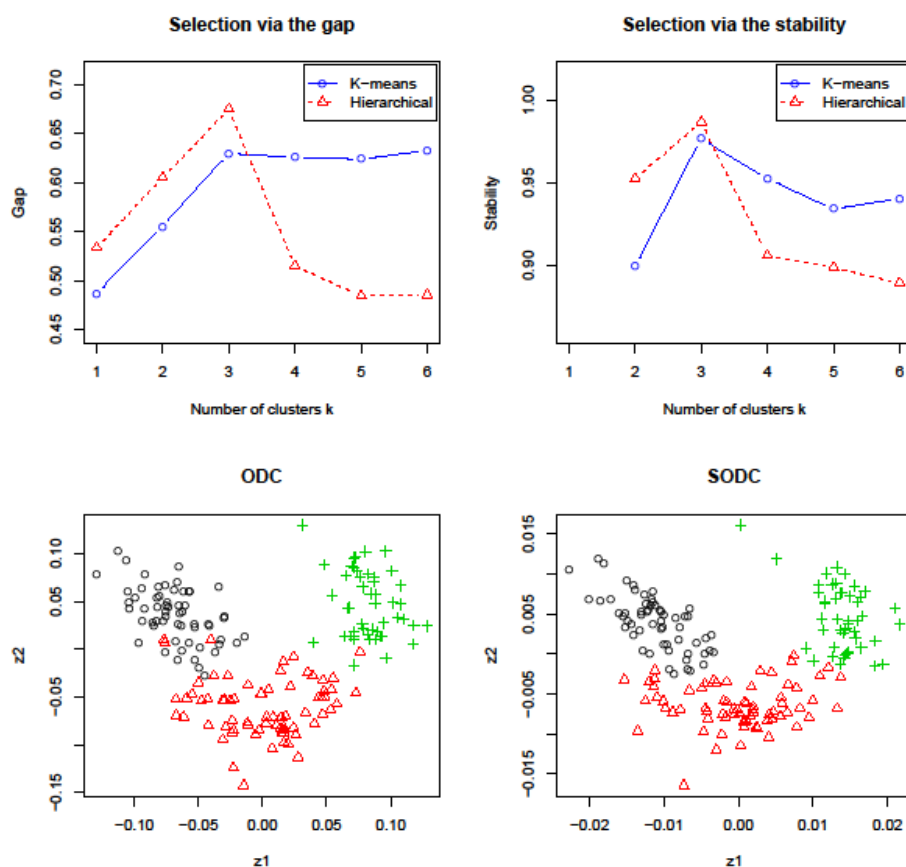 Selection via the gap
Gap
0.45 0.50 0.55 0.60 0.65 0.70
K−means
Hierarchical
1 2 3 4 5 6
Number of clusters k
Selection via the stability
Stability
0.90 0.95 1.00
K−means
Hierarchical
1 2 3 4 5 6
Number of clusters k
ODC
z2
−0.15 −0.05 0.05 0.10
−0.10 −0.05 0.00 0.05 0.10
z1
SODC
z2
−0.015 −0.005 0.005 0.015
−0.02 −0.01 0.00 0.01 0.02
z1